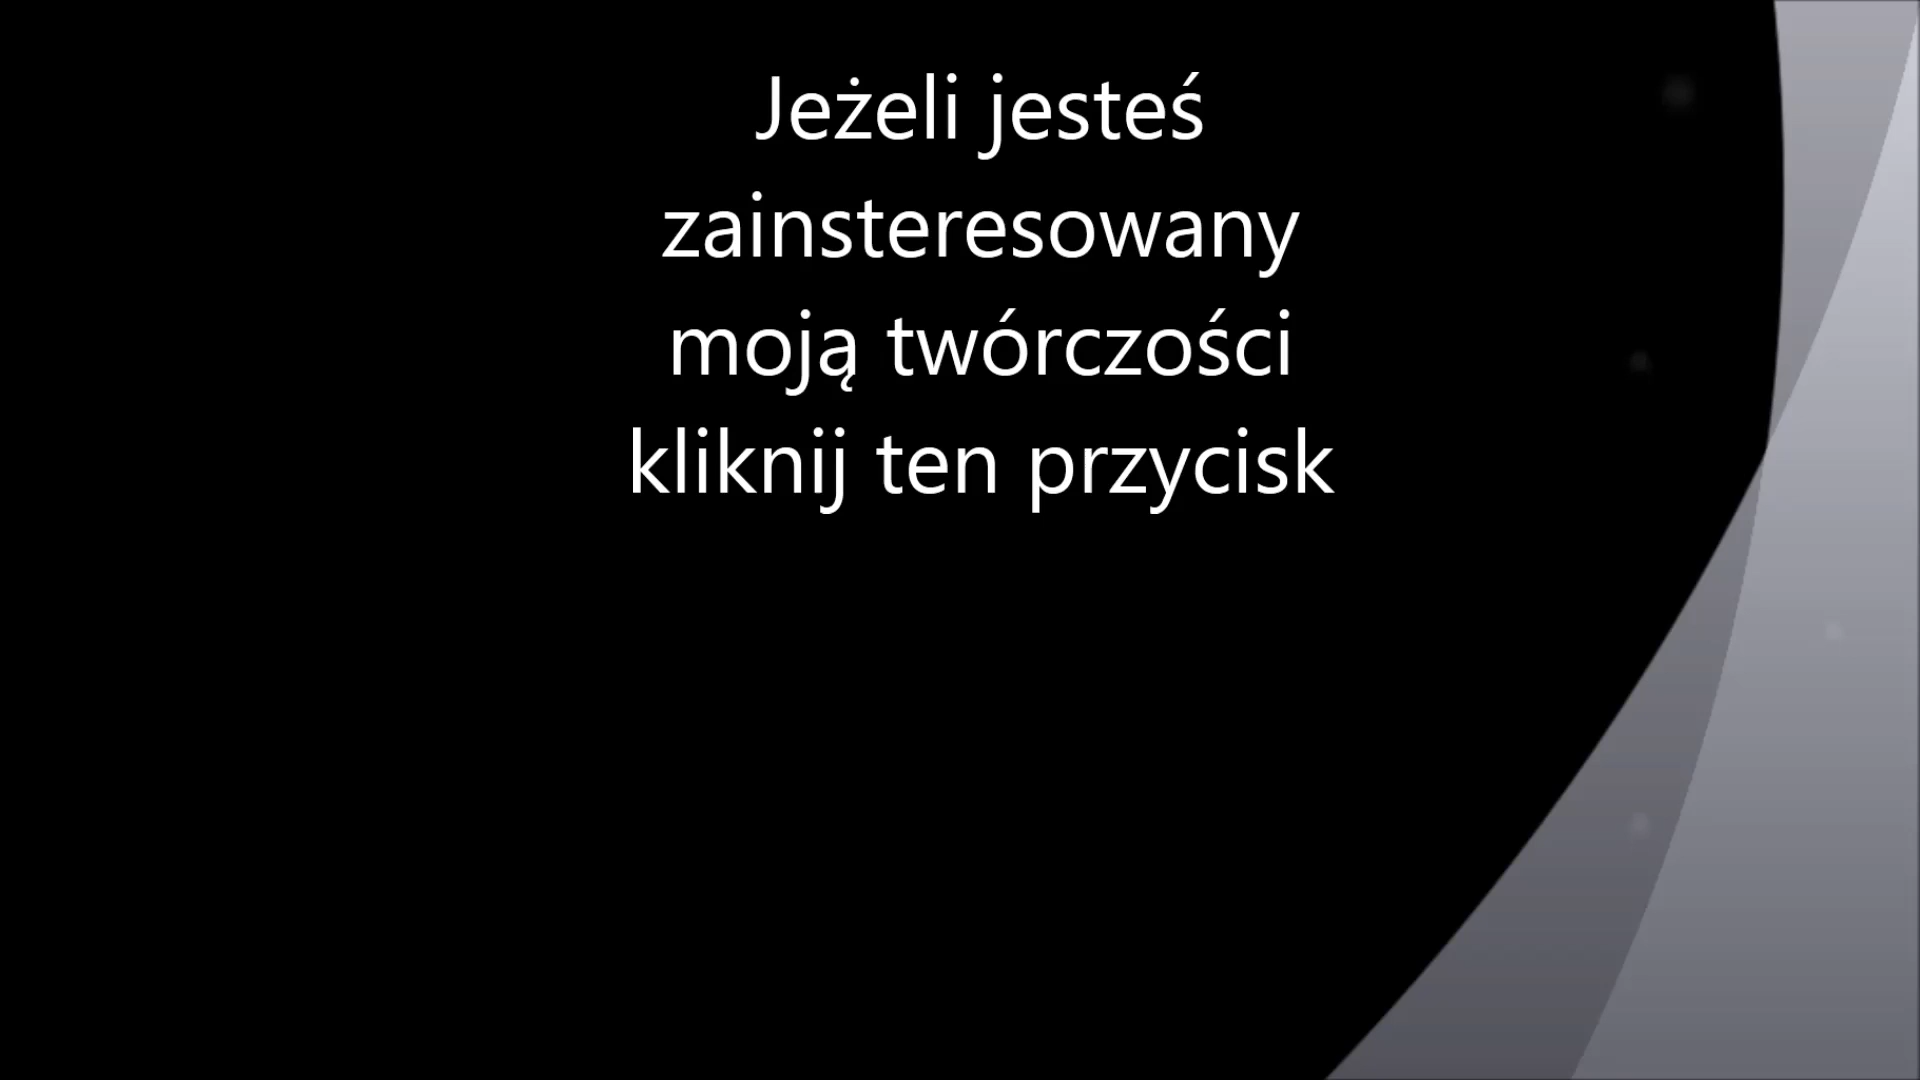 Jeżeli jesteś
zainsteresowany
moją twórczości
kliknij ten przycisk